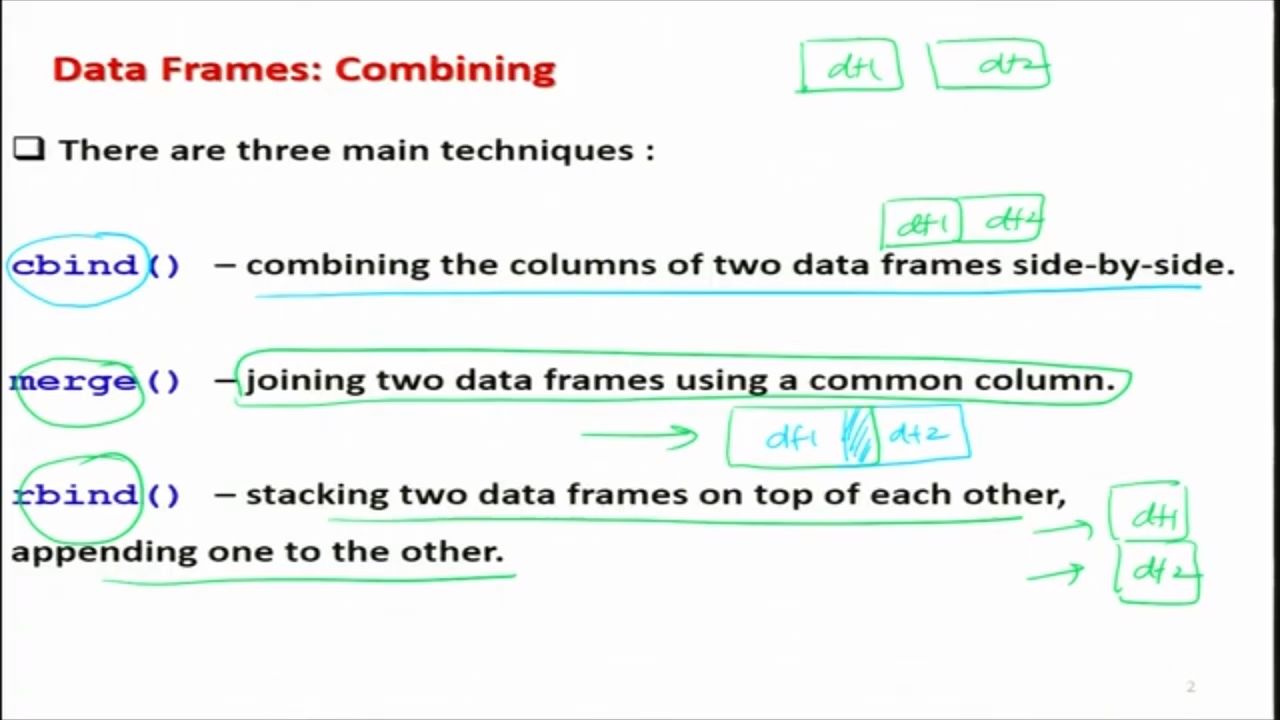 Data Frames: Combining
df1 df2
❑ There are three main techniques :
df1 df2
cbind() – combining the columns of two data frames side-by-side.
merge() – joining two data frames using a common column.
df1 df2
rbind() – stacking two data frames on top of each other,
df1
appending one to the other.
df2
2